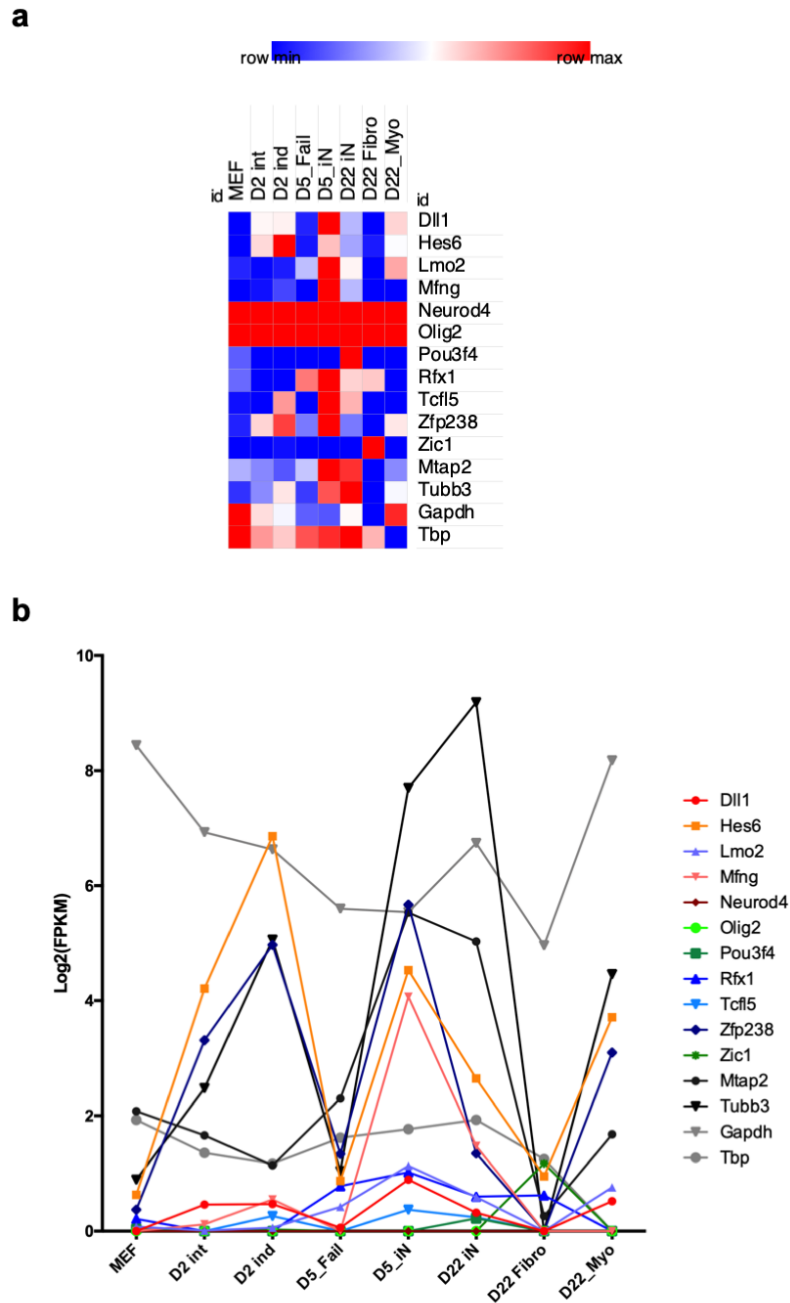 a
row min row max
id MEF D2 int D2 ind D5_Fail D5_iN D22 iN D22 Fibro D22_Myo id
Dll1
Hes6
Lmo2
Mfng
Neurod4
Olig2
Pou3f4
Rfx1
Tcfl5
Zfp238
Zic1
Mtap2
Tubb3
Gapdh
Tbp
b
Log2(FPKM)
10
8
6
4
2
0
MEF D2 int D2 ind D5_Fail D5_iN D22 iN D22 Fibro D22_Myo
Dll1
Hes6
Lmo2
Mfng
Neurod4
Olig2
Pou3f4
Rfx1
Tcfl5
Zfp238
Zic1
Mtap2
Tubb3
Gapdh
Tbp